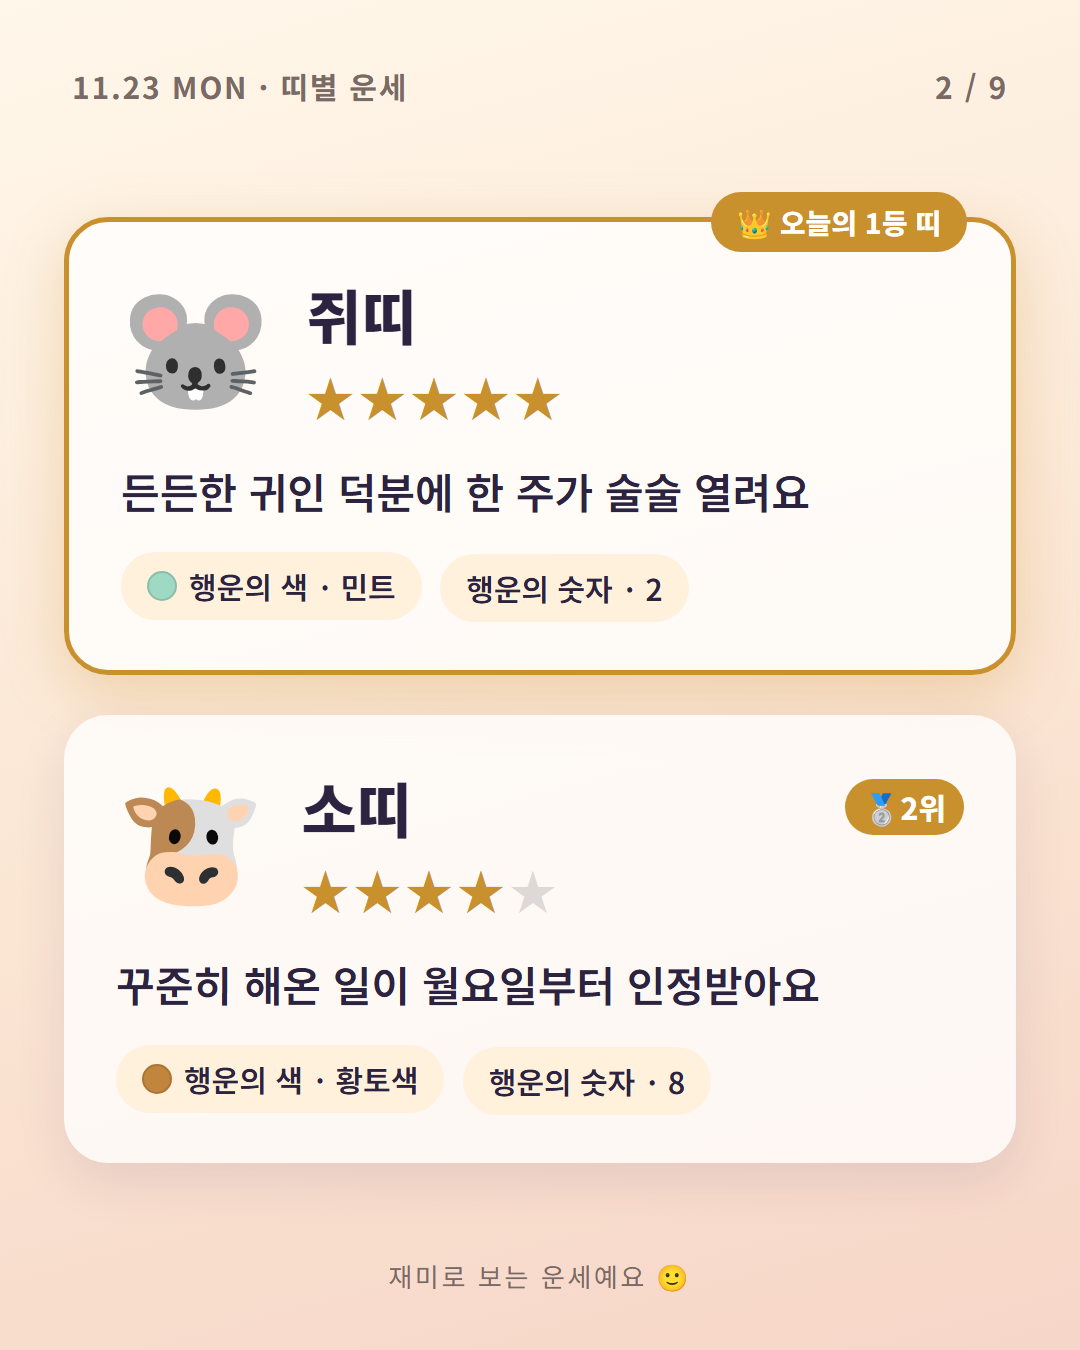 11.23 MON · 띠별 운세
2 / 9
👑 오늘의 1등 띠
쥐띠
★★★★★
든든한 귀인 덕분에 한 주가 술술 열려요
행운의 색 · 민트
행운의 숫자 · 2
소띠
🥈2위
★★★★★
꾸준히 해온 일이 월요일부터 인정받아요
행운의 색 · 황토색
행운의 숫자 · 8
재미로 보는 운세예요 🙂